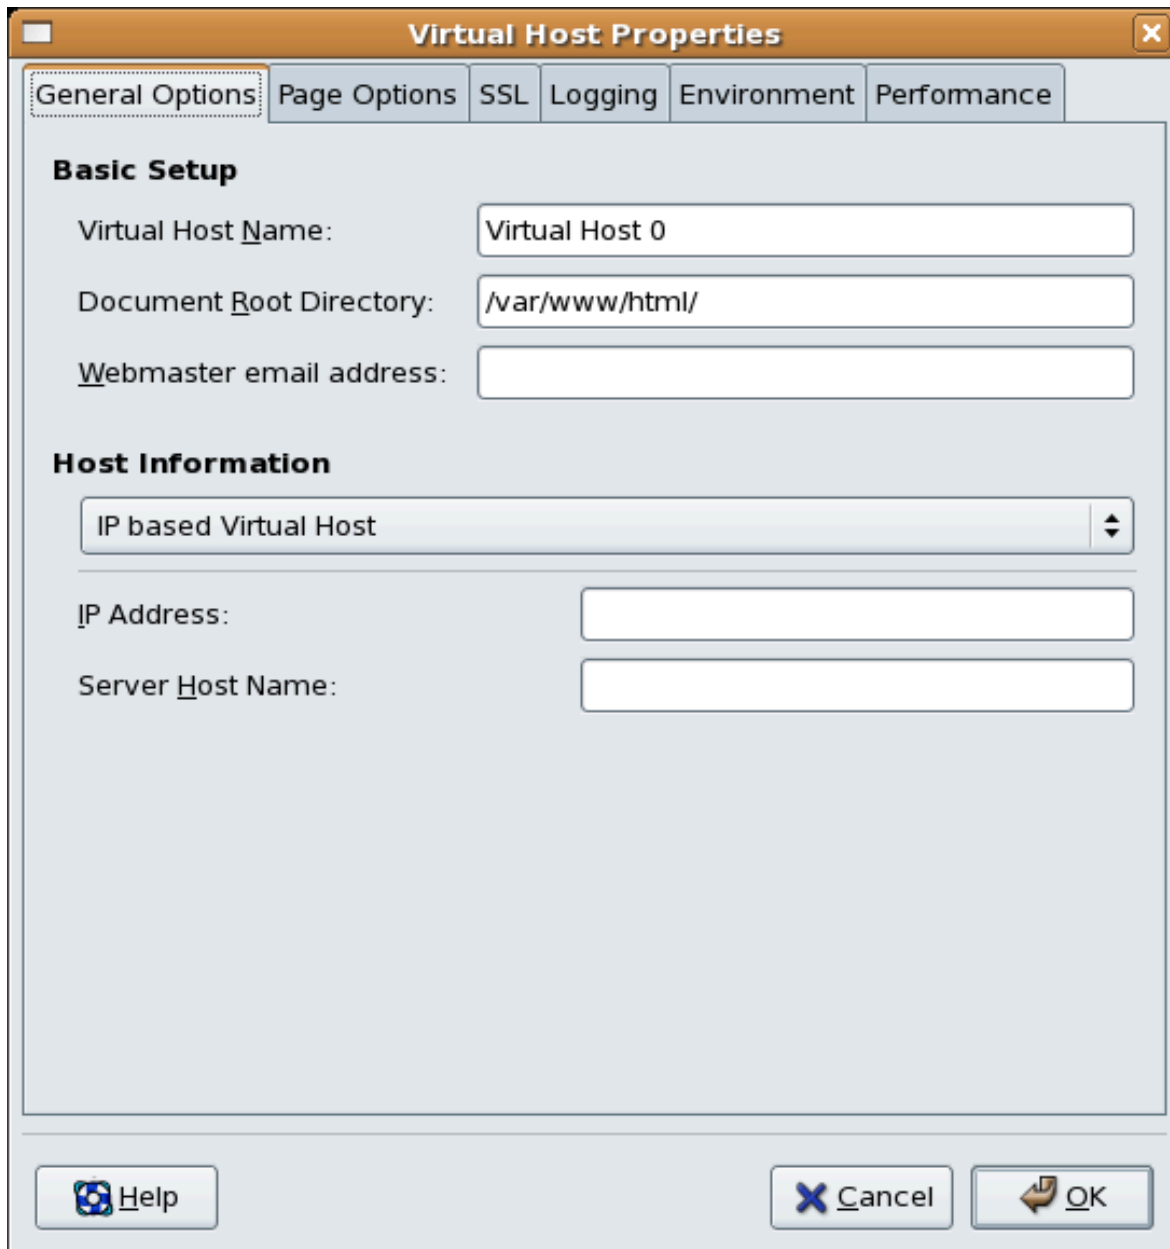 Virtual Host Properties
General Options Page Options SSL Logging Environment Performance
Basic Setup
Virtual Host Name: Virtual Host 0
Document Root Directory: /var/www/html/
Webmaster email address:
Host Information
IP based Virtual Host
IP Address:
Server Host Name:
Help Cancel OK